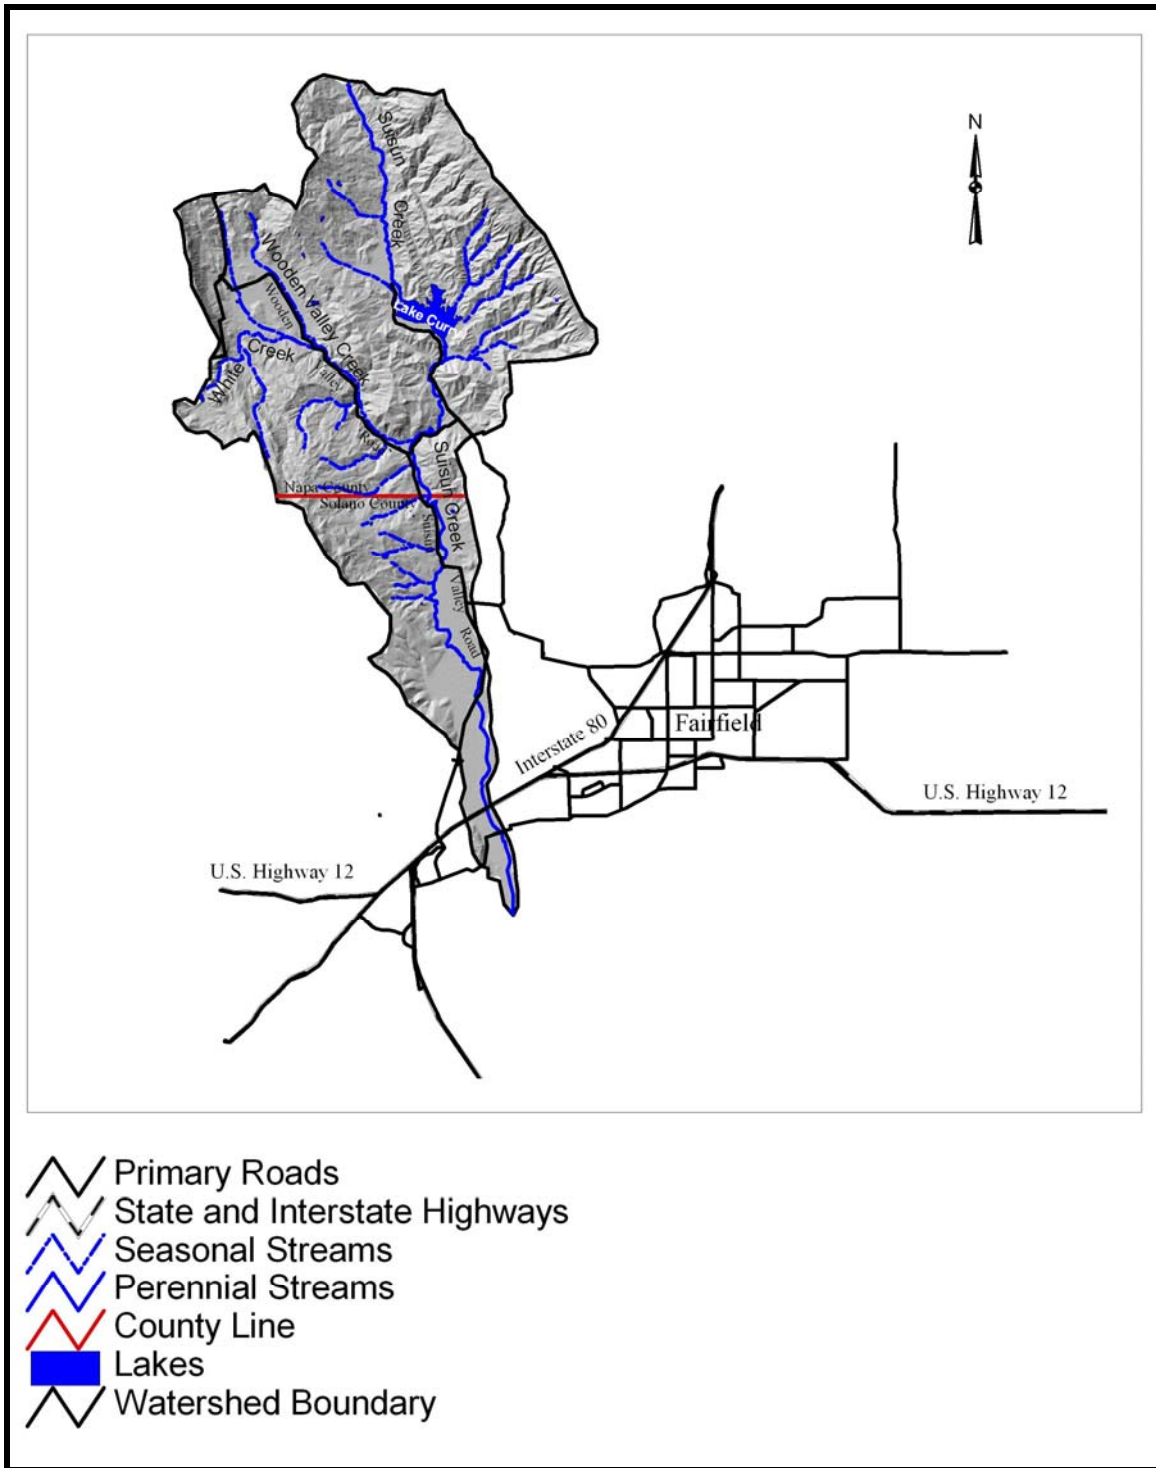 N
Suisun
Creek
Wooden Valley Creek
Wooden
Lake Curry
Creek
White
Valley
Road
Suisun Creek
Napa County
Solano County
Suisun
Valley
Road
Fairfield
Interstate 80
U.S. Highway 12
U.S. Highway 12
Primary Roads
State and Interstate Highways
Seasonal Streams
Perennial Streams
County Line
Lakes
Watershed Boundary